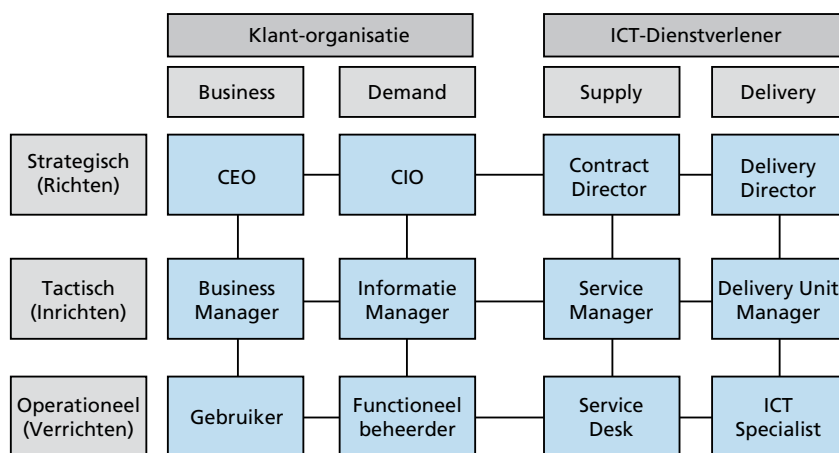 Klant-organisatie
ICT-Dienstverlener
Business
Demand
Supply
Delivery
Strategisch
(Richten)
CEO
CIO
Contract
Director
Delivery
Director
Tactisch
(Inrichten)
Business
Manager
Informatie
Manager
Service
Manager
Delivery Unit
Manager
Operationeel
(Verrichten)
Gebruiker
Functioneel
beheerder
Service
Desk
ICT
Specialist